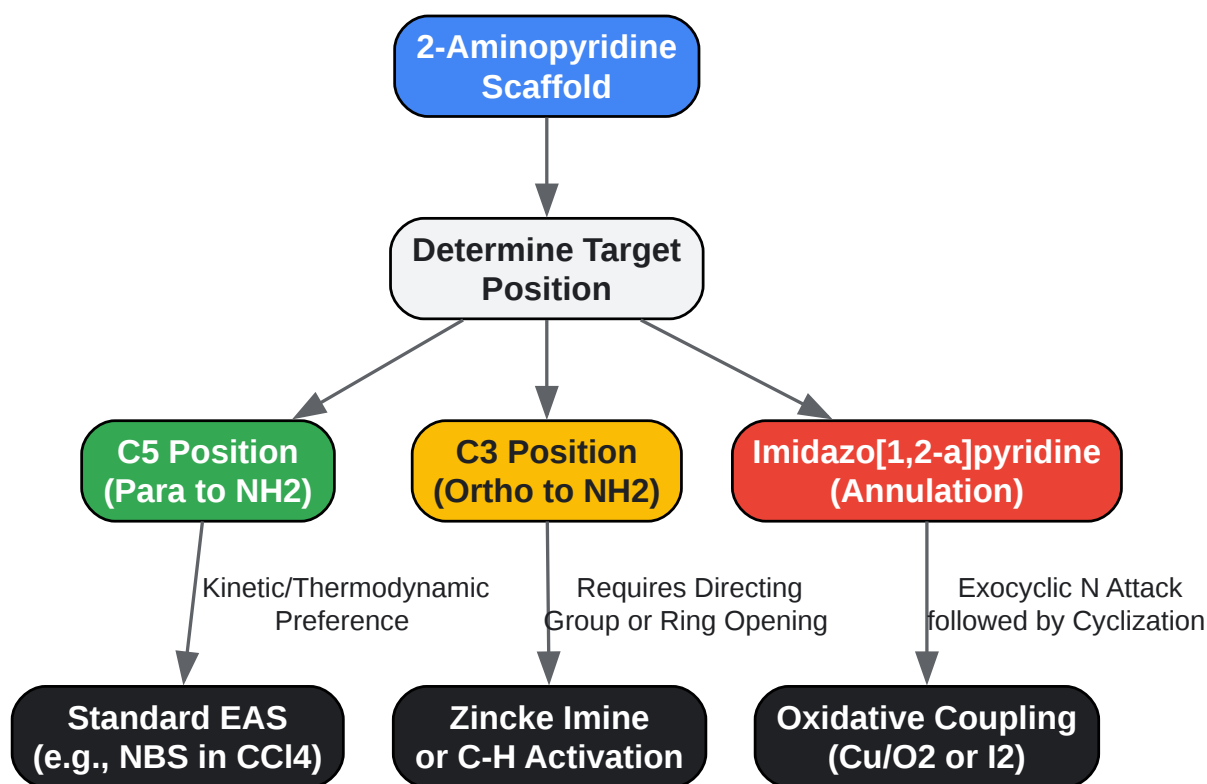 2-Aminopyridine
Scaffold
Determine Target
Position
C5 Position
(Para to NH2)
C3 Position
(Ortho to NH2)
Imidazo[1,2-a]pyridine
(Annulation)
Kinetic/Thermodynamic
Preference
Requires Directing
Group or Ring Opening
Exocyclic N Attack
followed by Cyclization
Standard EAS
(e.g., NBS in CCl4)
Zincke Imine
or C-H Activation
Oxidative Coupling
(Cu/O2 or I2)